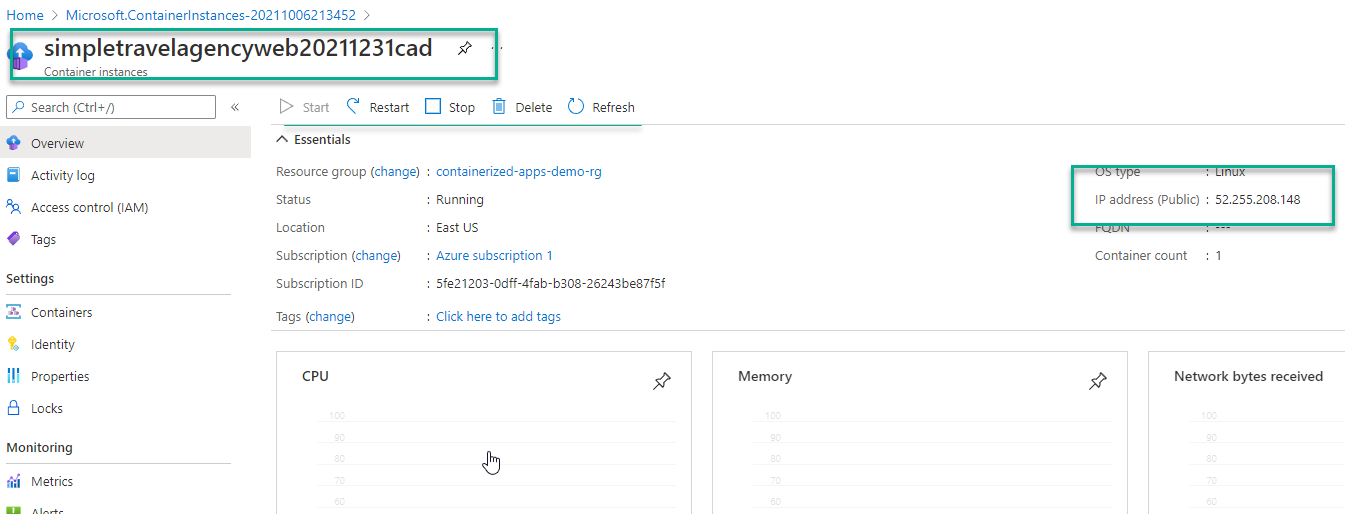 Home > Microsoft.ContainerInstances-20211006213452 >
simpletravelagencyweb20211231cad
Container instances
Search (Ctrl+/)
«
Overview
Activity log
Access control (IAM)
Tags
Settings
Containers
Identity
Properties
Locks
Monitoring
Metrics
Alerts
Start Restart Stop Delete Refresh
Essentials
Resource group (change) : containerized-apps-demo-rg
Status : Running
Location : East US
Subscription (change) : Azure subscription 1
Subscription ID : 5fe21203-0dff-4fab-b308-26243be87f5f
Tags (change) : Click here to add tags
OS type : Linux
IP address (Public) : 52.255.208.148
FQDN : ---
Container count : 1
CPU
100
90
80
70
60
Memory
100
90
80
70
60
Network bytes received
100
90
80
70
60